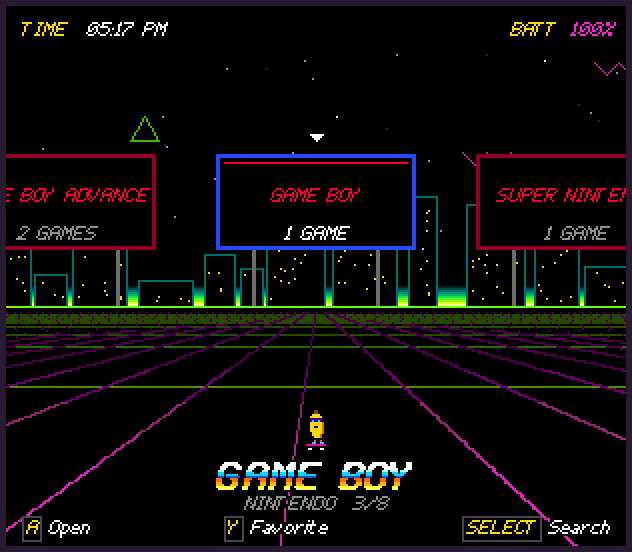 TIME 05:17 PM
BATT 100%
E BOY ADVANCE
2 GAMES
GAME BOY
1 GAME
SUPER NINTEN
1 GAME
GAME BOY
NINTENDO 3/8
A Open
Y Favorite
SELECT Search